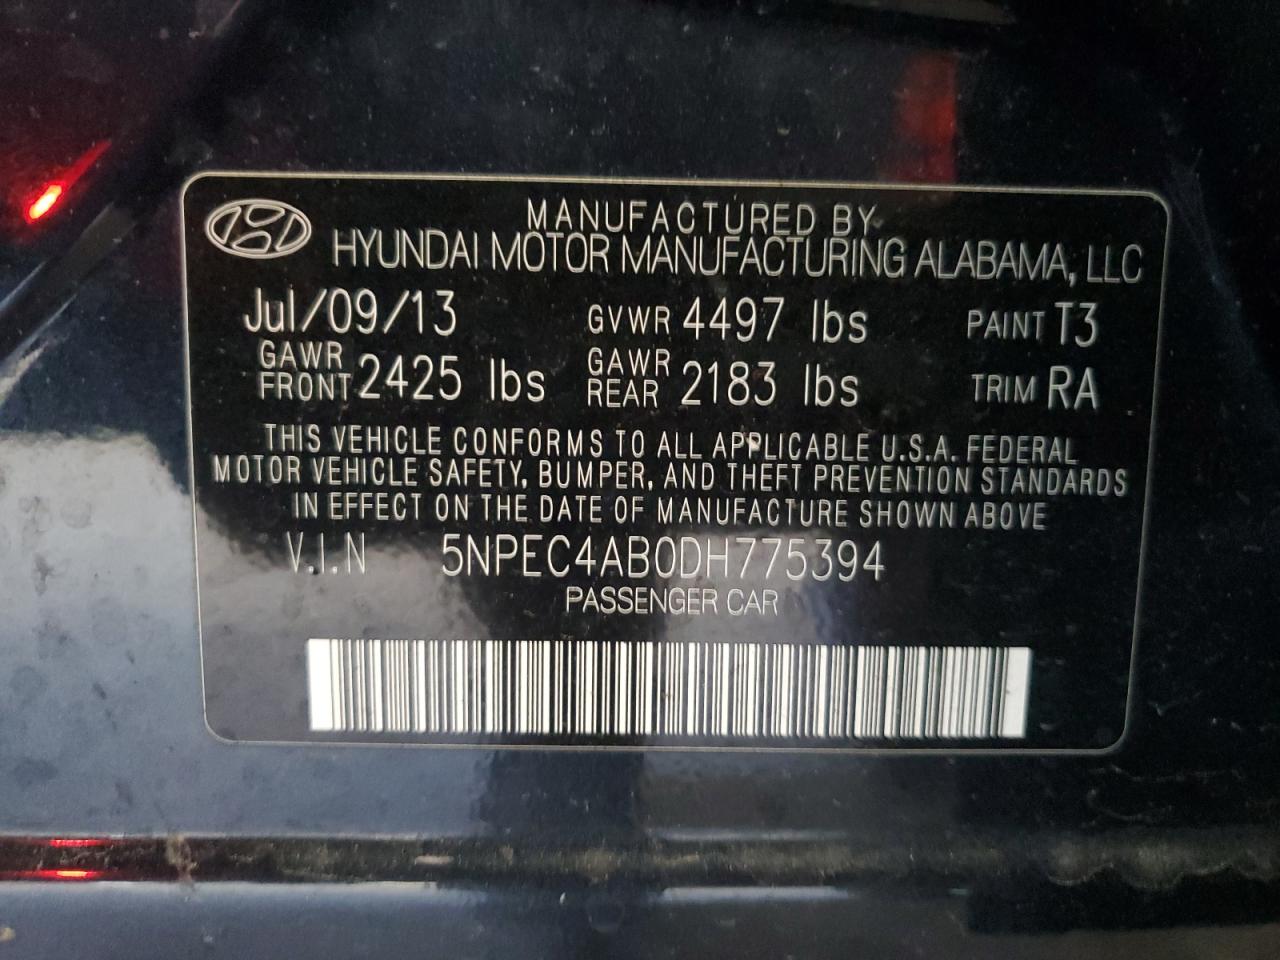 MANUFACTURED BY
HYUNDAI MOTOR MANUFACTURING ALABAMA, LLC
Jul/09/13 GVWR 4497 lbs PAINT T3
GAWR FRONT 2425 lbs GAWR REAR 2183 lbs TRIM RA
THIS VEHICLE CONFORMS TO ALL APPLICABLE U.S.A. FEDERAL
MOTOR VEHICLE SAFETY, BUMPER, AND THEFT PREVENTION STANDARDS
IN EFFECT ON THE DATE OF MANUFACTURE SHOWN ABOVE
V.I.N 5NPEC4AB0DH775394
PASSENGER CAR